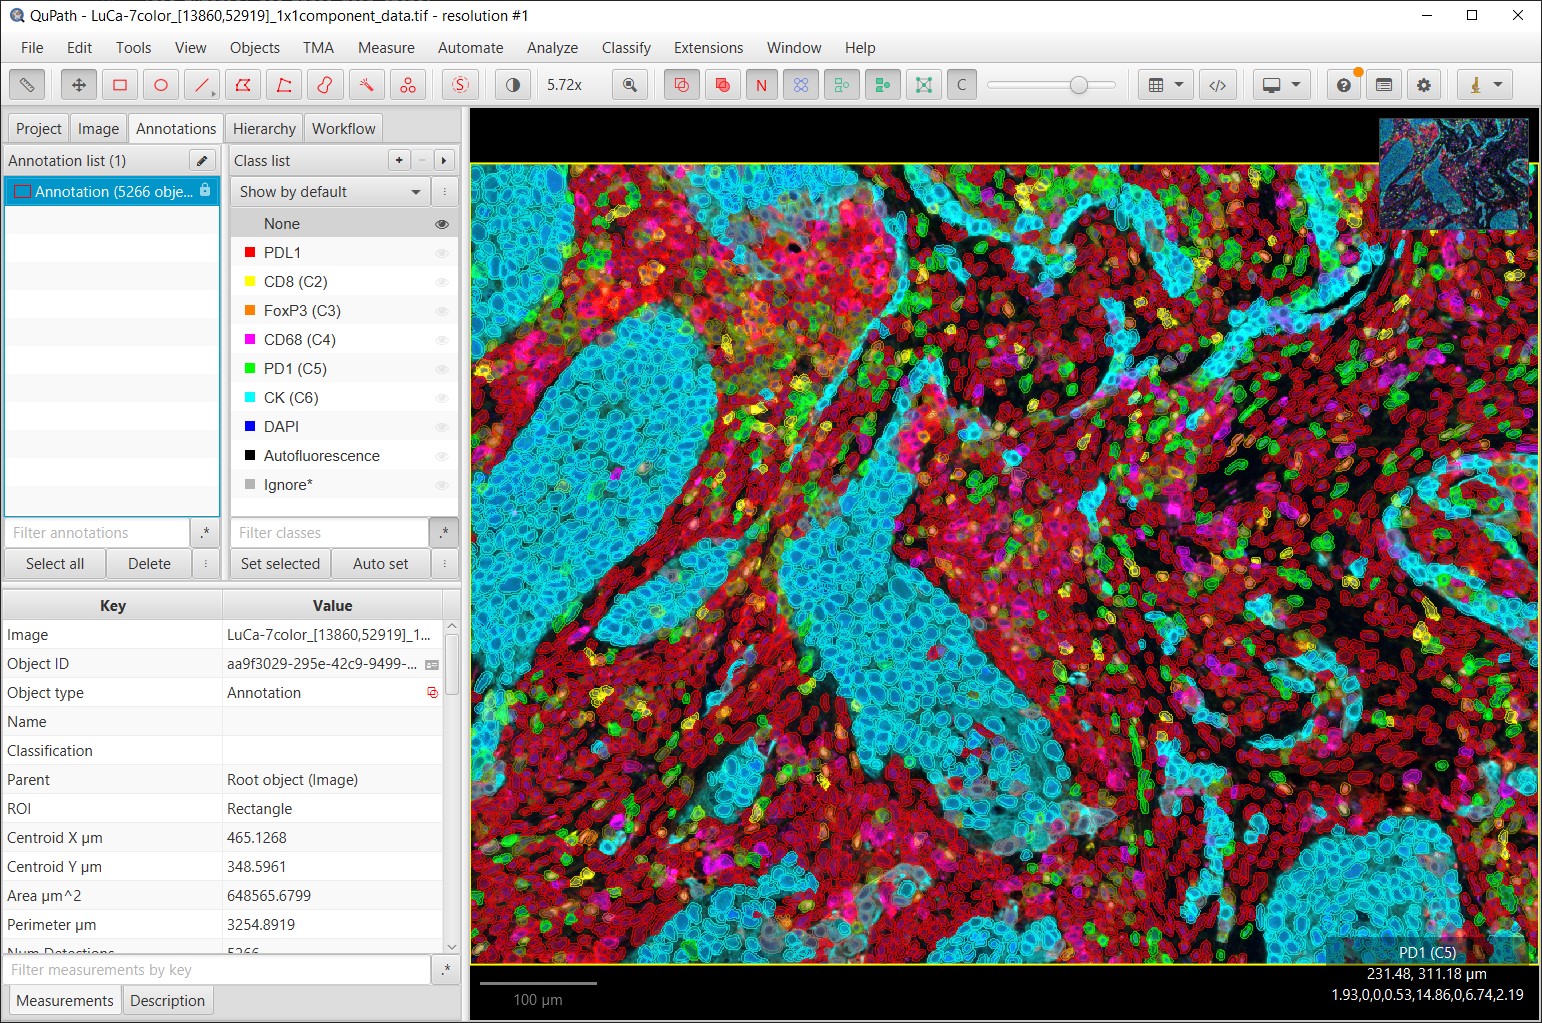 QuPath - LuCa-7color_[13860,52919]_1x1component_data.tif - resolution #1
File Edit Tools View Objects TMA Measure Automate Analyze Classify Extensions Window Help
S 5.72x N C
Project Image Annotations Hierarchy Workflow
Annotation list (1)
Annotation (5266 obje...
Filter annotations .*
Select all Delete
Class list
Show by default
None
PDL1
CD8 (C2)
FoxP3 (C3)
CD68 (C4)
PD1 (C5)
CK (C6)
DAPI
Autofluorescence
Ignore*
Filter classes .*
Set selected Auto set
Key Value
Image LuCa-7color_[13860,52919]_1...
Object ID aa9f3029-295e-42c9-9499-...
Object type Annotation
Name
Classification
Parent Root object (Image)
ROI Rectangle
Centroid X µm 465.1268
Centroid Y µm 348.5961
Area µm^2 648565.6799
Perimeter µm 3254.8919
Num Detections 5266
Filter measurements by key .*
Measurements Description
100 µm
PD1 (C5)
231.48, 311.18 µm
1.93,0,0,0.53,14.86,0,6.74,2.19